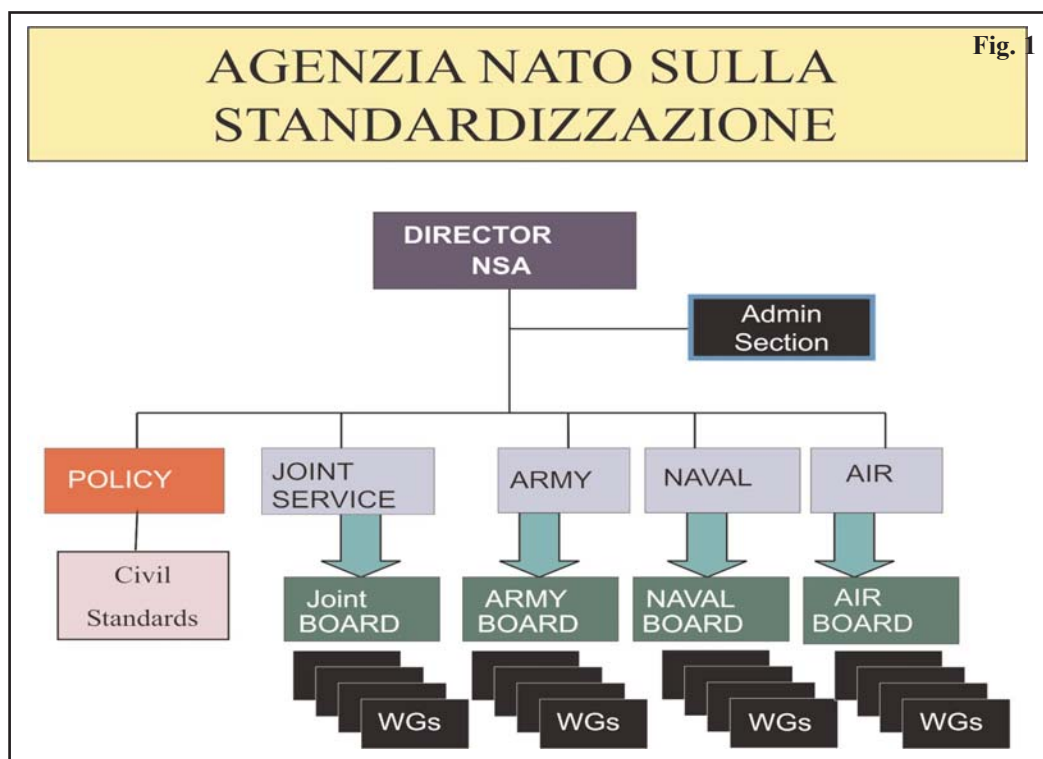 Fig. 1
AGENZIA NATO SULLA
STANDARDIZZAZIONE
DIRECTOR
NSA
Admin
Section
POLICY
JOINT
SERVICE
ARMY
NAVAL
AIR
Civil
Standards
Joint
BOARD
ARMY
BOARD
NAVAL
BOARD
AIR
BOARD
WGs
WGs
WGs
WGs